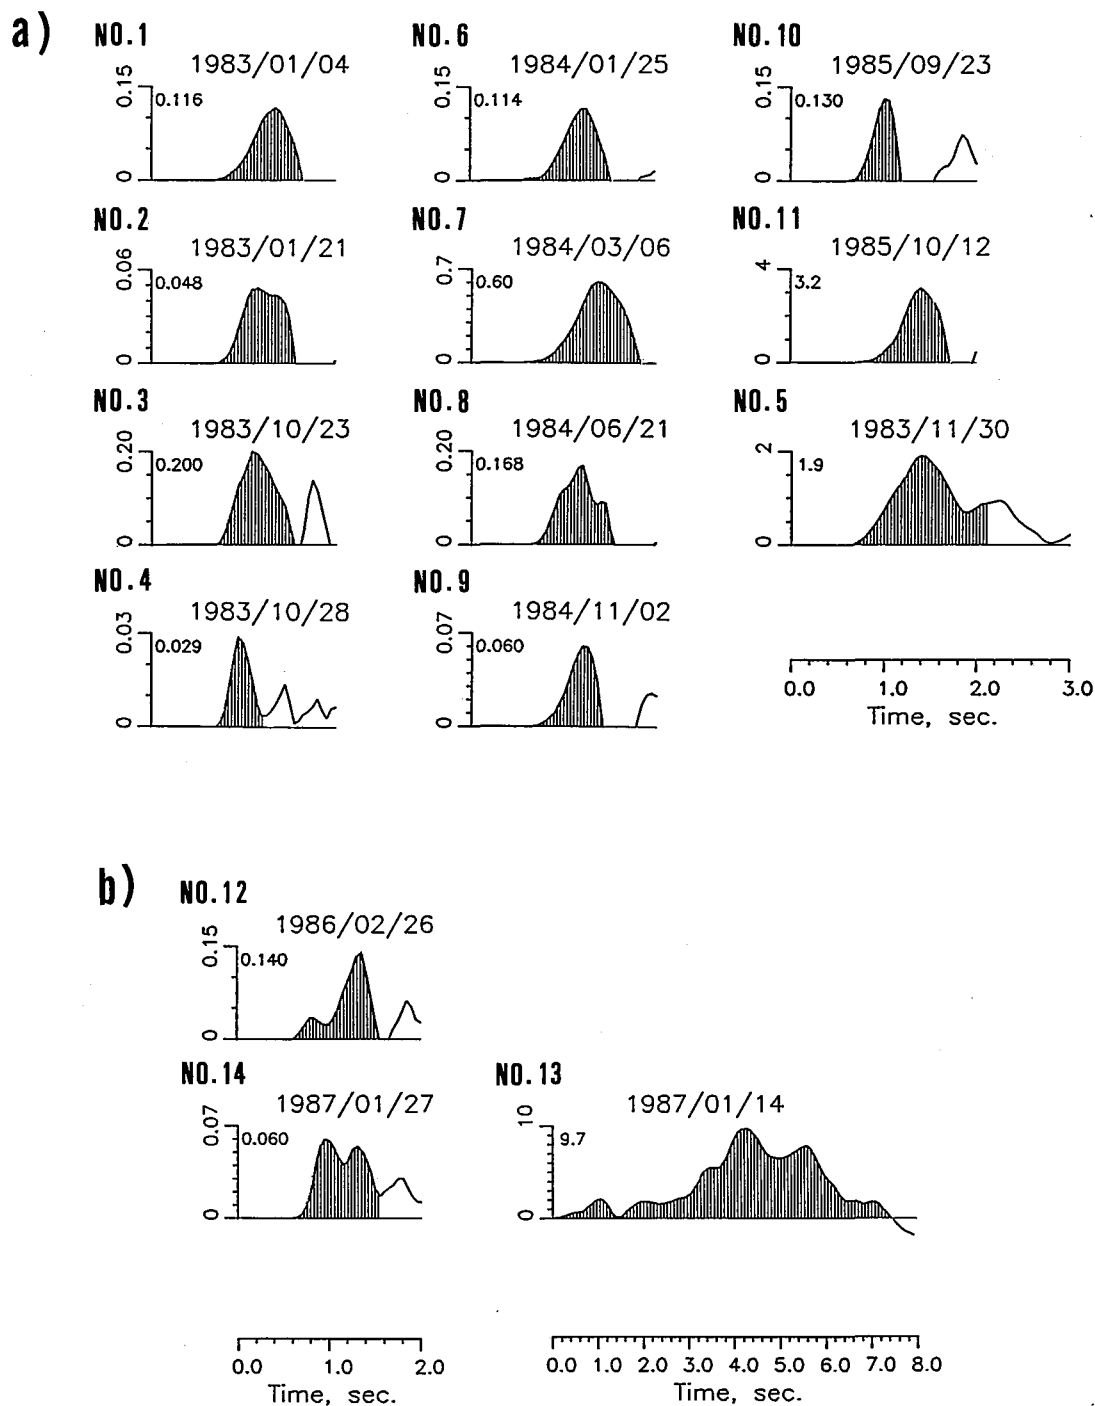 a)
NO.1
1983/01/04
0.15
0.116
0
NO.6
1984/01/25
0.15
0.114
0
NO.10
1985/09/23
0.15
0.130
0
NO.2
1983/01/21
0.06
0.048
0
NO.7
1984/03/06
0.7
0.60
0
NO.11
1985/10/12
4
3.2
0
NO.3
1983/10/23
0.20
0.200
0
NO.8
1984/06/21
0.20
0.168
0
NO.5
1983/11/30
2
1.9
0
NO.4
1983/10/28
0.03
0.029
0
NO.9
1984/11/02
0.07
0.060
0
0.0 1.0 2.0 3.0
Time, sec.
b)
NO.12
1986/02/26
0.15
0.140
0
NO.14
1987/01/27
0.07
0.060
0
NO.13
1987/01/14
10
9.7
0
0.0 1.0 2.0
Time, sec.
0.0 1.0 2.0 3.0 4.0 5.0 6.0 7.0 8.0
Time, sec.